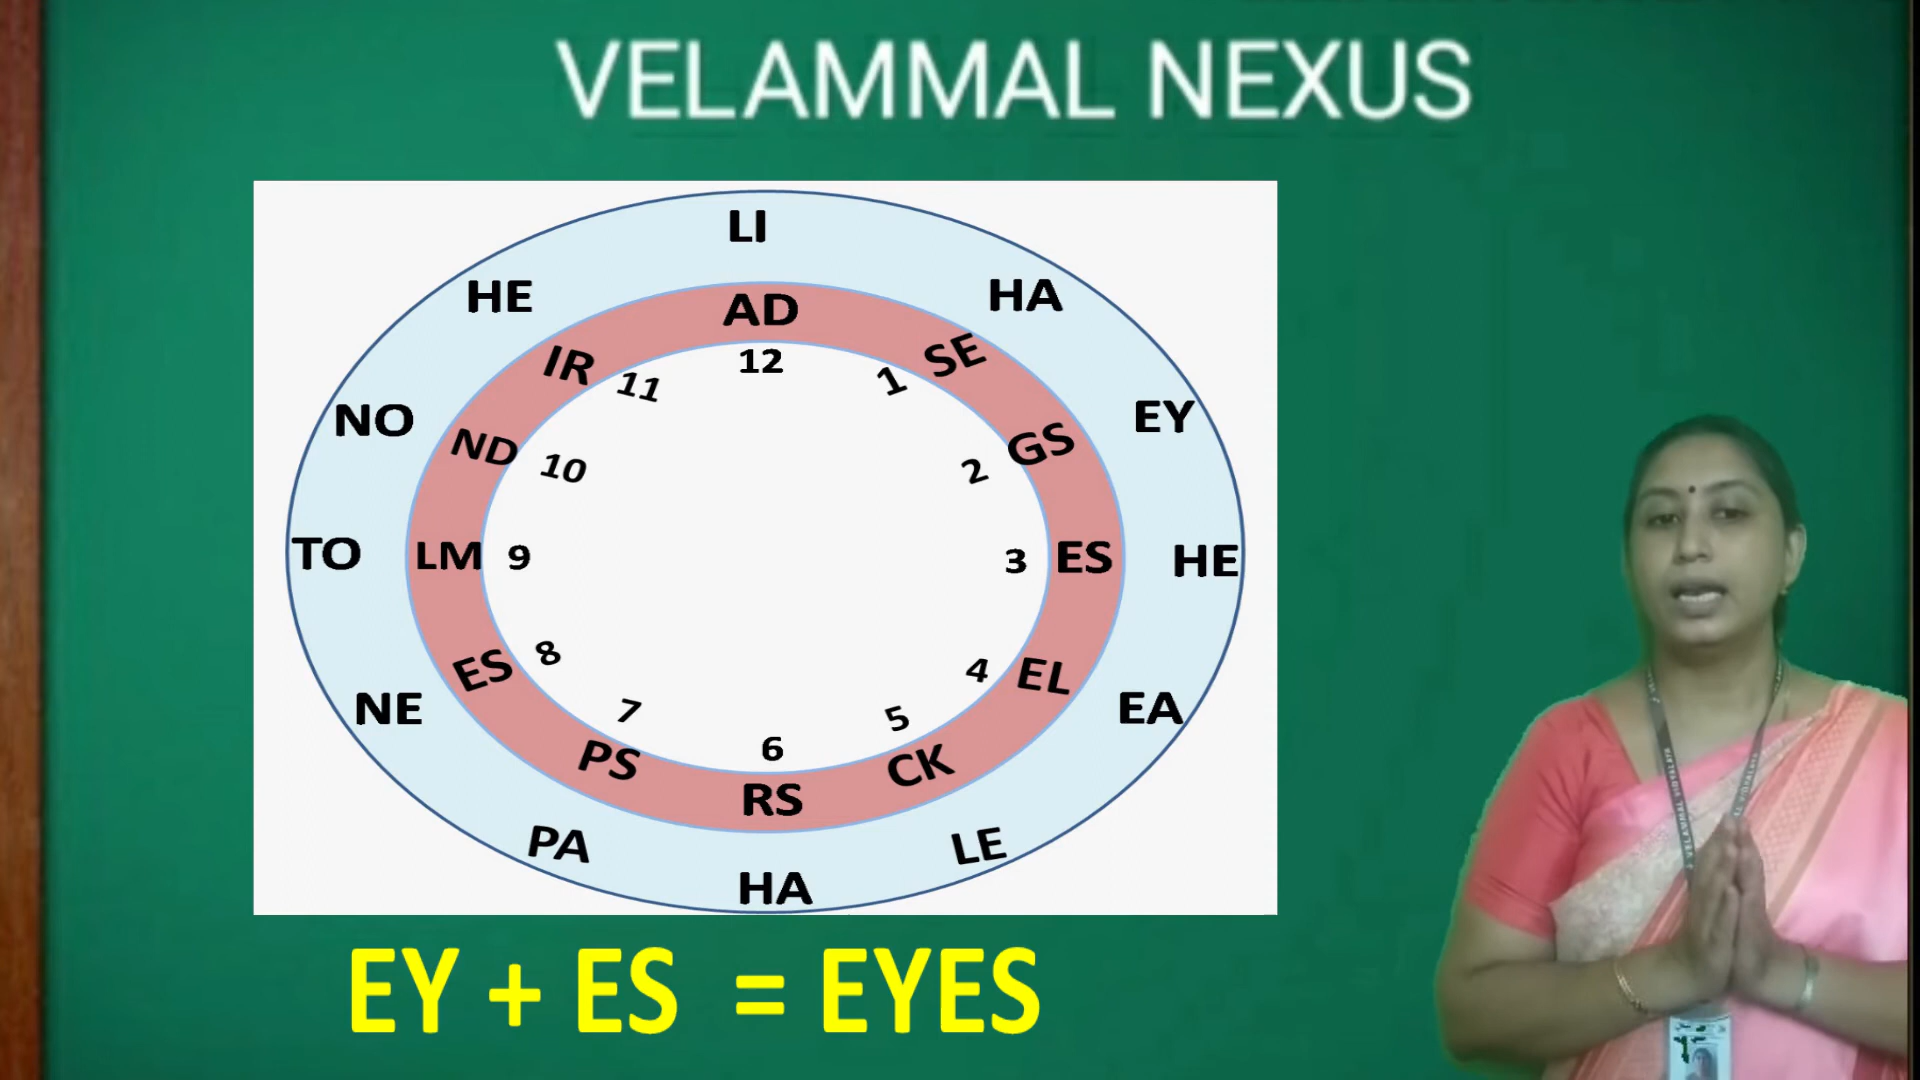 VELAMMAL NEXUS
LI
HE
HA
AD
IR
SE
12
11
1
NO
EY
ND
GS
10
2
TO
LM
9
3
ES
HE
8
4
ES
EL
NE
EA
7
5
6
PS
CK
RS
PA
LE
HA
EY + ES = EYES